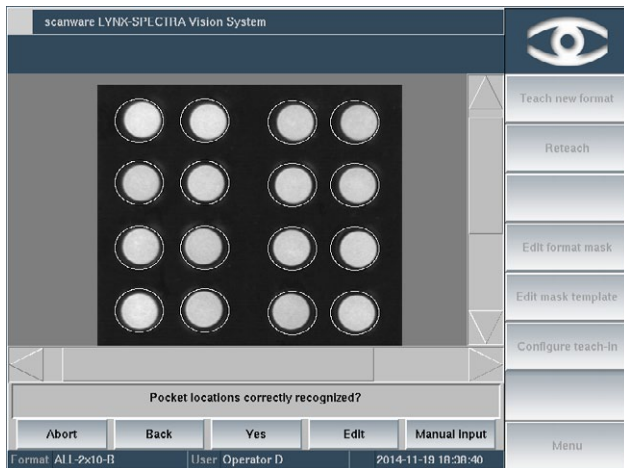 scanware LYNX-SPECTRA Vision System
Teach new format
Reteach
Edit format mask
Edit mask template
Configure teach-in
Pocket locations correctly recognized?
Abort Back Yes Edit Manual Input
Menu
Format ALL-2x10-B User Operator D 2014-11-19 18:38:40